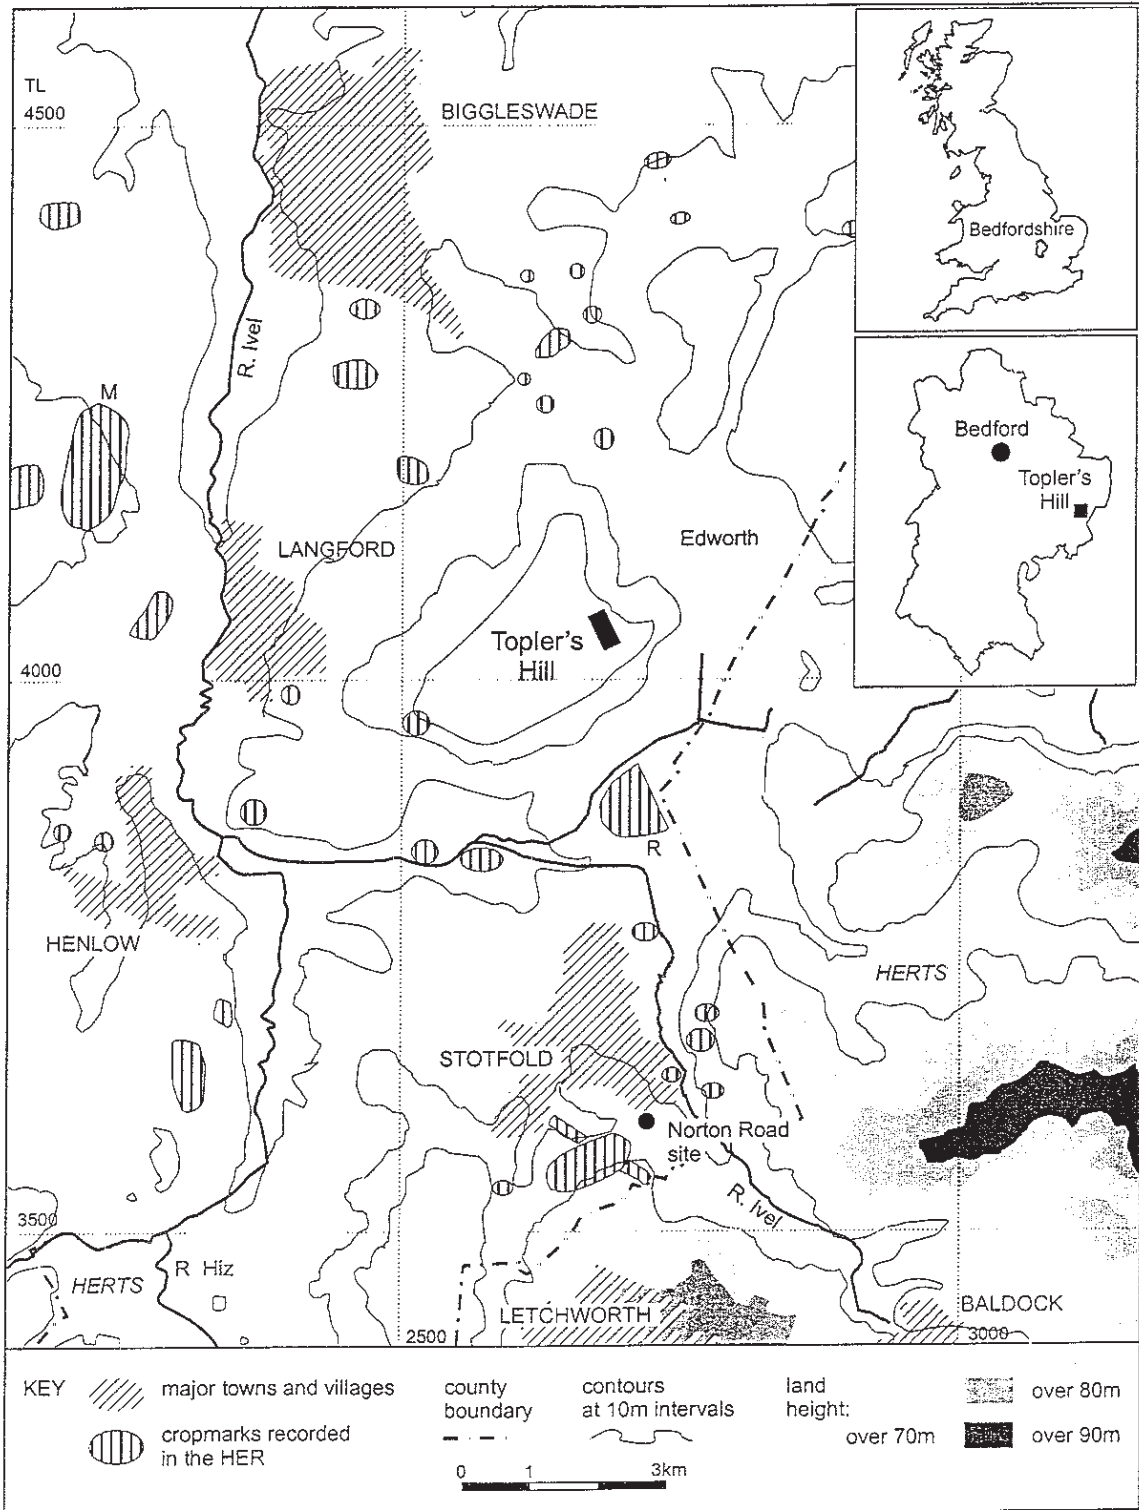 TL
4500
BIGGLESWADE
Bedfordshire
R. Ivel
M
Bedford
Topler's
Hill
LANGFORD
Edworth
Topler's
Hill
4000
R
HENLOW
HERTS
STOTFOLD
Norton Road
site
R. Ivel
3500
HERTS
R Hiz
LETCHWORTH
BALDOCK
2500
3000
KEY
major towns and villages
cropmarks recorded
in the HER
county
boundary
contours
at 10m intervals
land
height:
over 70m
over 80m
over 90m
0 1 3km